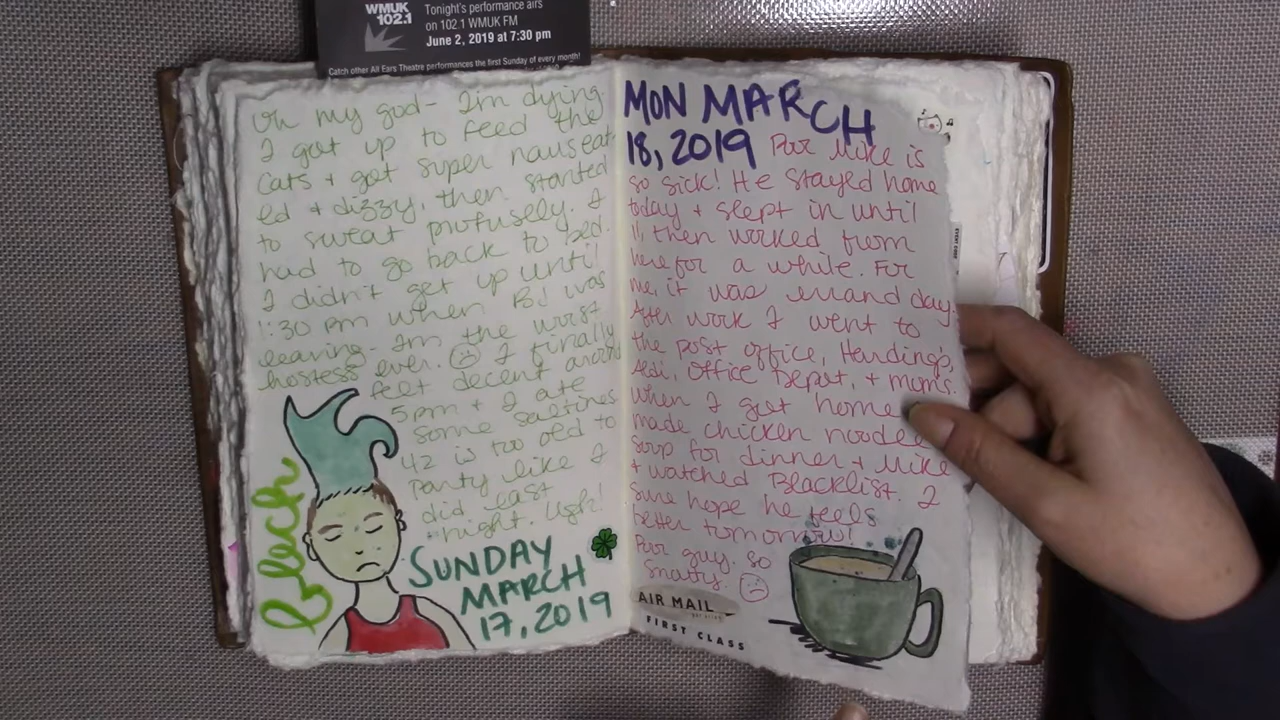 WMUK
102.1
Tonight's performance airs
on 102.1 WMUK FM
June 2, 2019 at 7:30 pm
Catch other All Ears Theatre performances the first Sunday of every month!
Oh my god - I'm dying
I got up to feed the
cats + got super nauseat
ed + dizzy, then started
to sweat profusely. I
had to go back to bed.
I didn't get up until
1:30 pm when BJ was
leaving. I'm the worst
hostess ever. I finally
felt decent around
5pm + I ate
some saltines
42 is too old to
party like I
did last
night. Ugh!
Blech
SUNDAY
MARCH
17, 2019
MON MARCH
18, 2019 Poor Mike is
so sick! He stayed home
today + slept in until
11, then worked from
here for a while. For
me, it was errand day.
After work I went to
the post office, Harding's,
Aldi, Office Depot, + mom's.
When I got home
made chicken noodle
soup for dinner + Mike
+ watched Blacklist. I
sure hope he feels
better tomorrow!
Poor guy. So
snotty.
AIR MAIL
FIRST CLASS